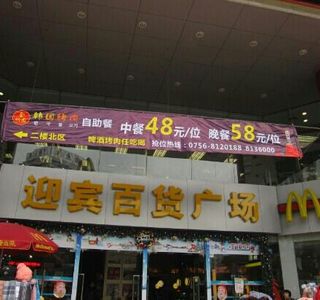 韩国烤肉 自助餐 中餐48元/位 晚餐58元/位
二楼北区 啤酒烤肉任吃喝 抢位热线：0756-8120188.8136000
迎宾百货广场